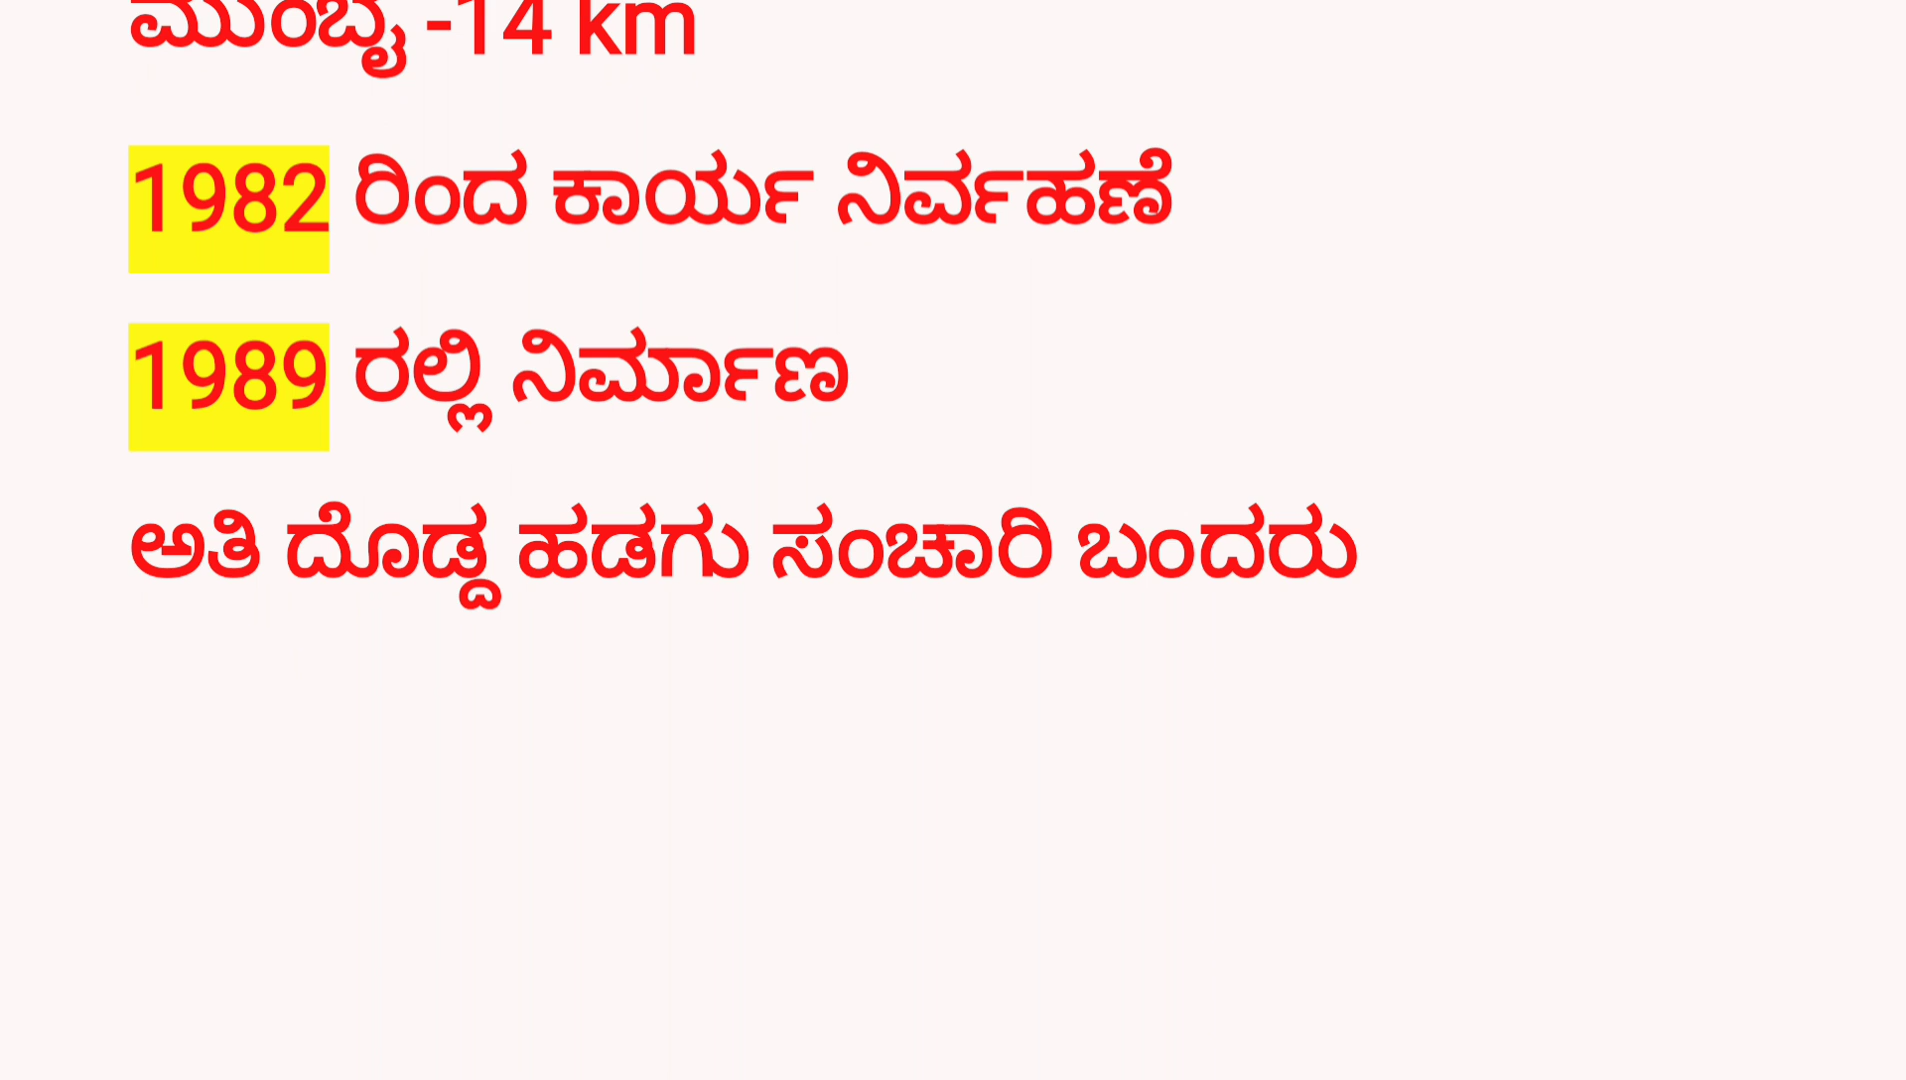 ಮುಂಬೈ -14 km
1982 ರಿಂದ ಕಾರ್ಯ ನಿರ್ವಹಣೆ
1989 ರಲ್ಲಿ ನಿರ್ಮಾಣ
ಅತಿ ದೊಡ್ದ ಹಡಗು ಸಂಚಾರಿ ಬಂದರು